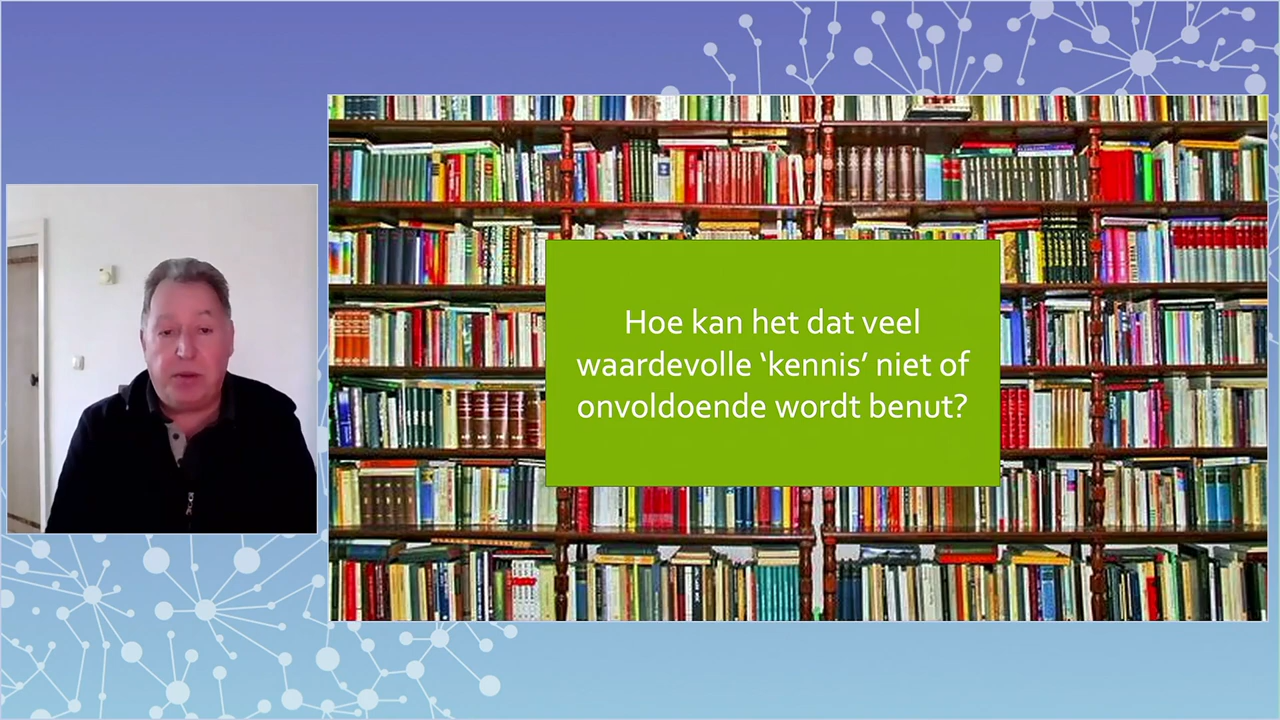 Hoe kan het dat veel
waardevolle ‘kennis’ niet of
onvoldoende wordt benut?